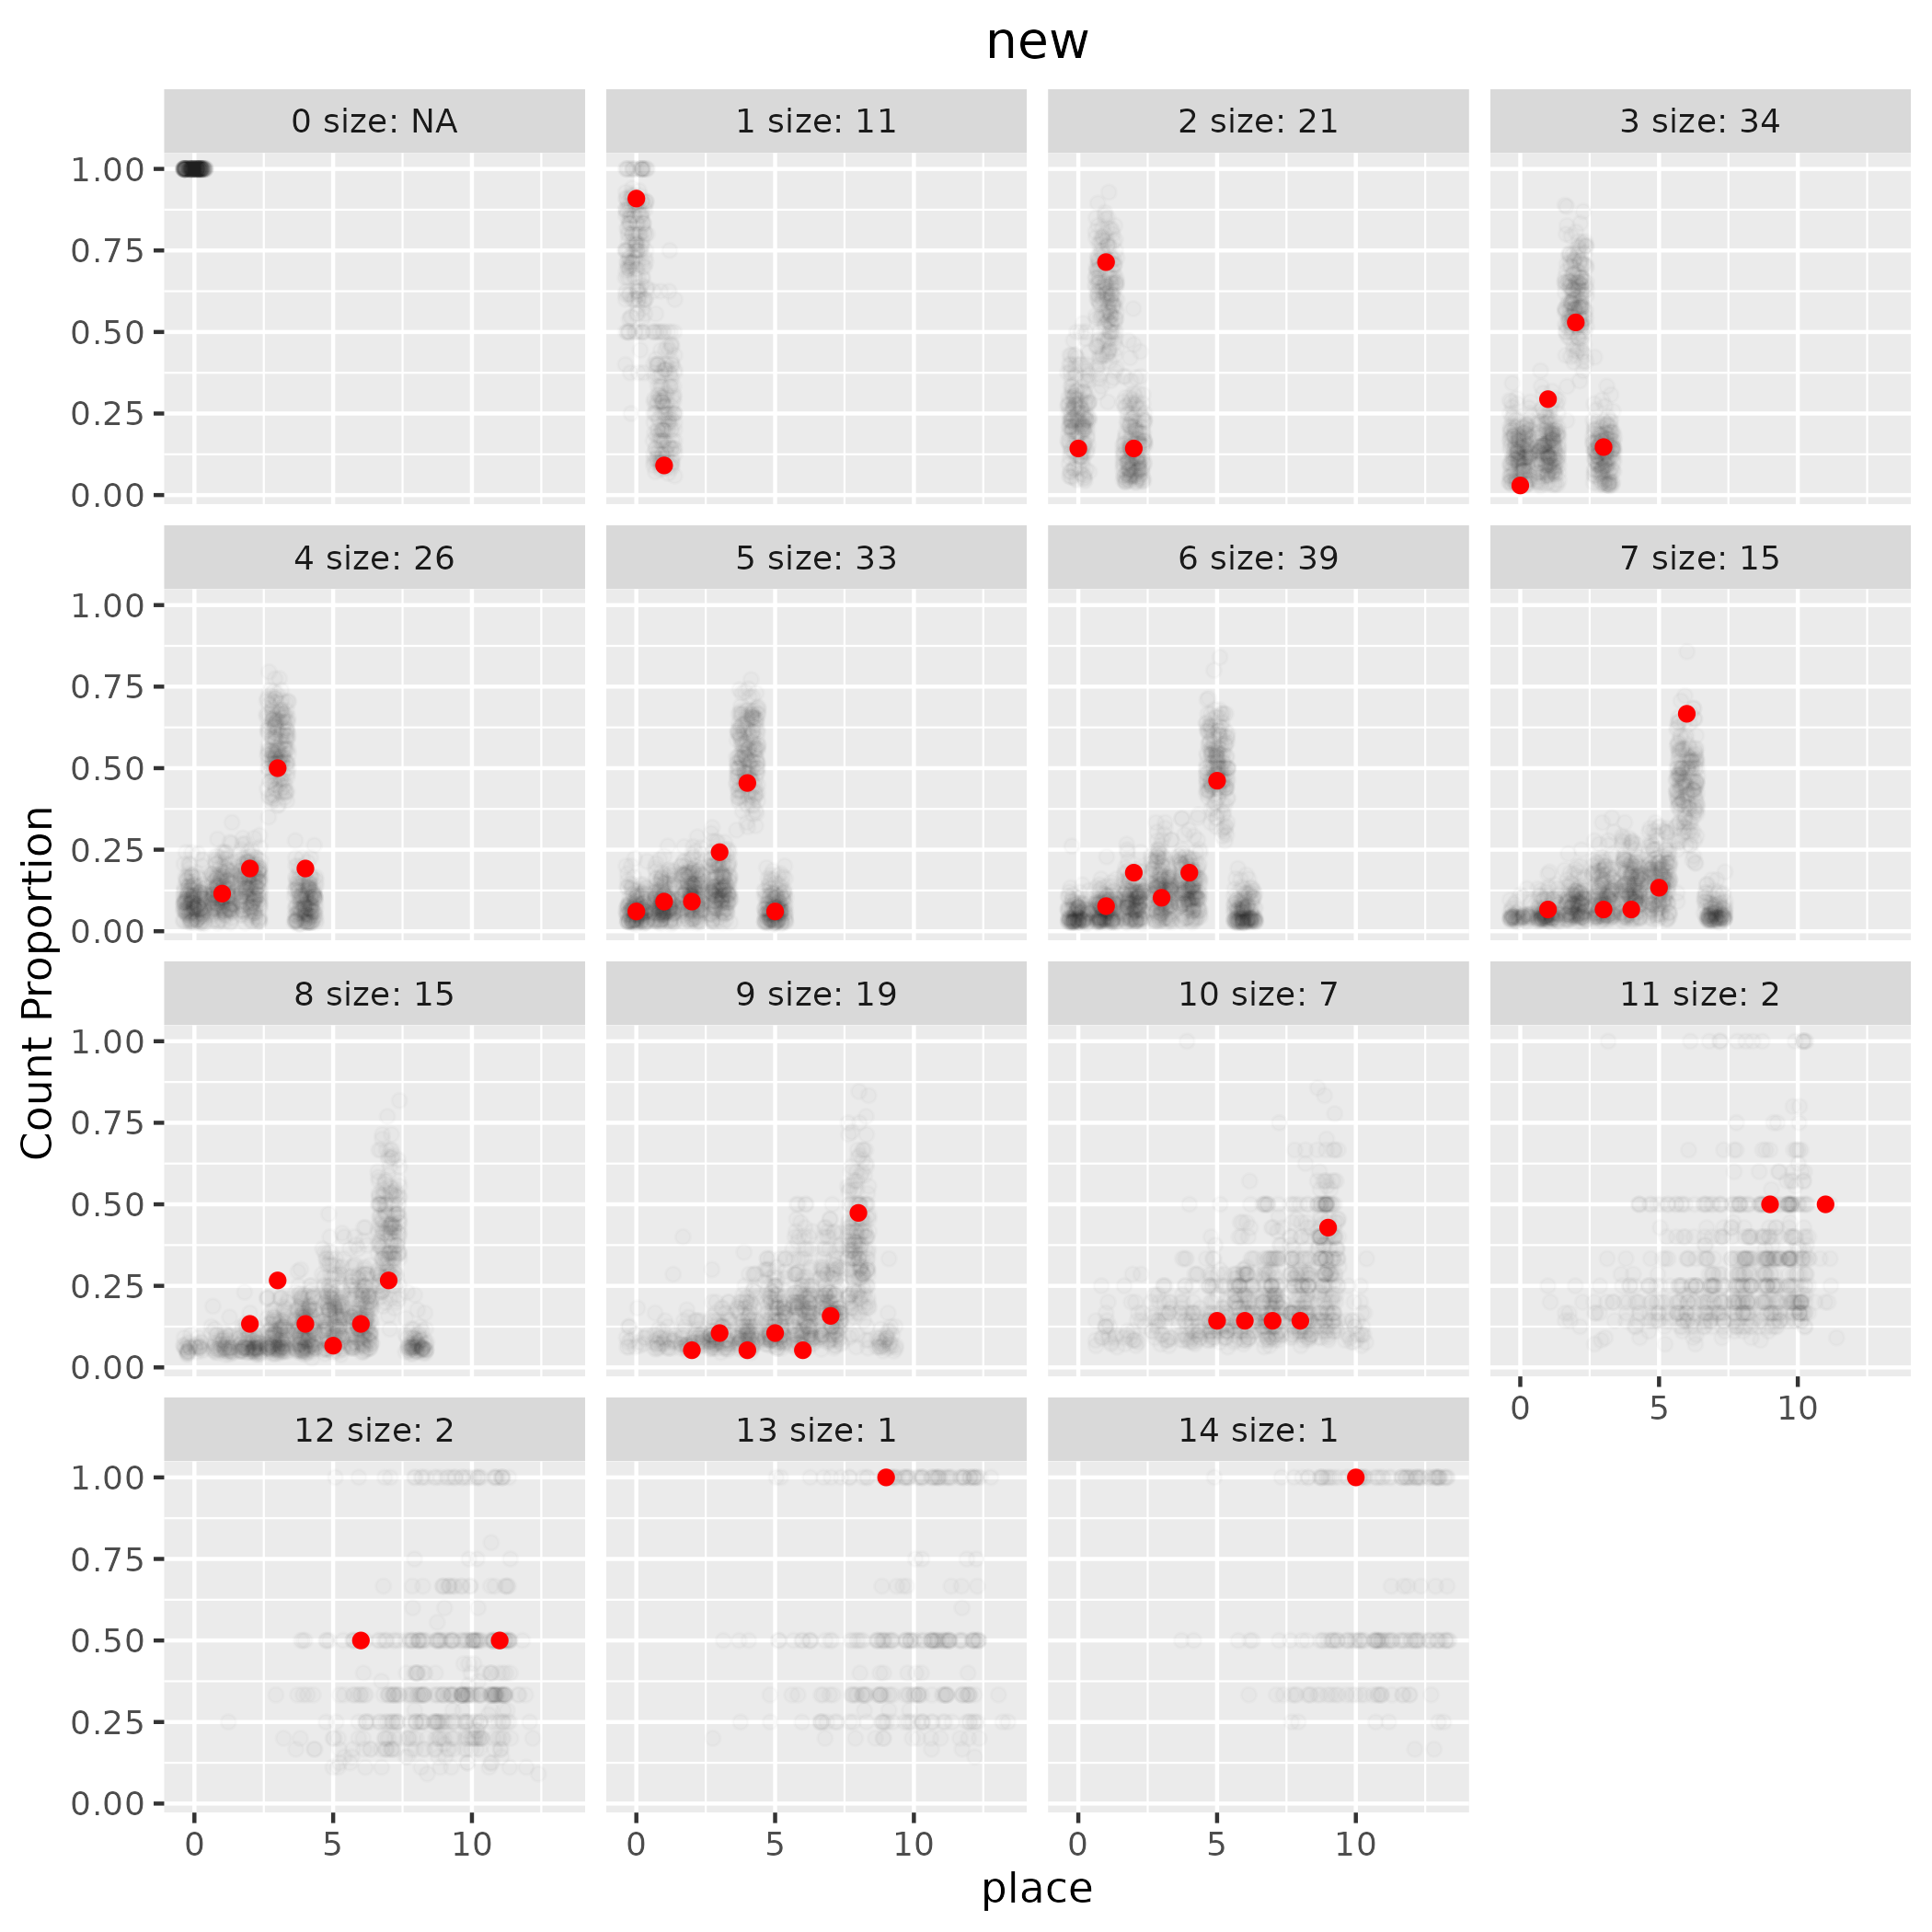 new
0 size: NA
1 size: 11
2 size: 21
3 size: 34
1.00
0.75
0.50
0.25
0.00
4 size: 26
5 size: 33
6 size: 39
7 size: 15
1.00
0.75
0.50
0.25
0.00
Count Proportion
8 size: 15
9 size: 19
10 size: 7
11 size: 2
1.00
0.75
0.50
0.25
0.00
0 5 10
12 size: 2
13 size: 1
14 size: 1
1.00
0.75
0.50
0.25
0.00
0 5 10
0 5 10
0 5 10
place